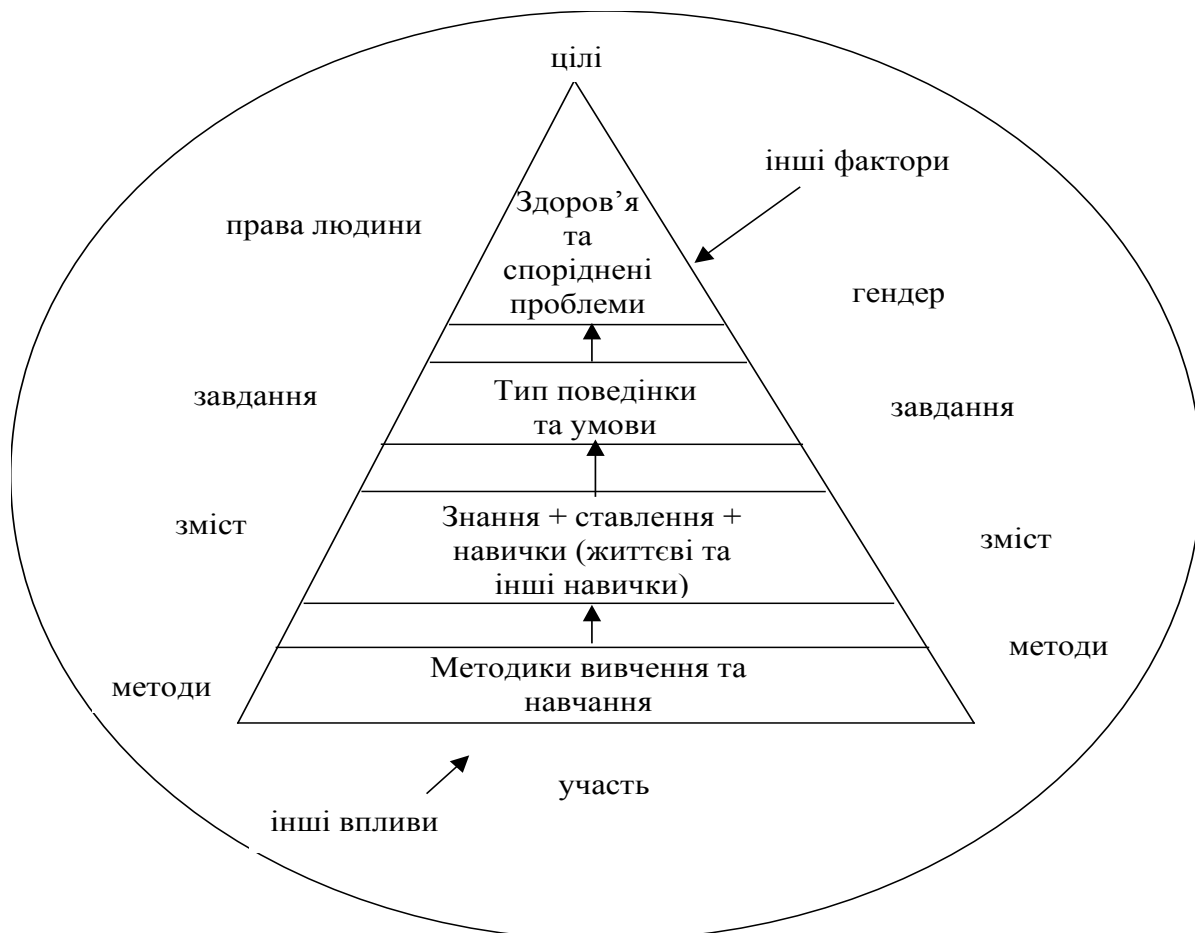 цілі
інші фактори
Здоров’я
та
споріднені
проблеми
права людини
гендер
Тип поведінки
та умови
завдання
завдання
Знання + ставлення +
навички (життєві та
інші навички)
зміст
зміст
методи
Методики вивчення та
навчання
методи
участь
інші впливи